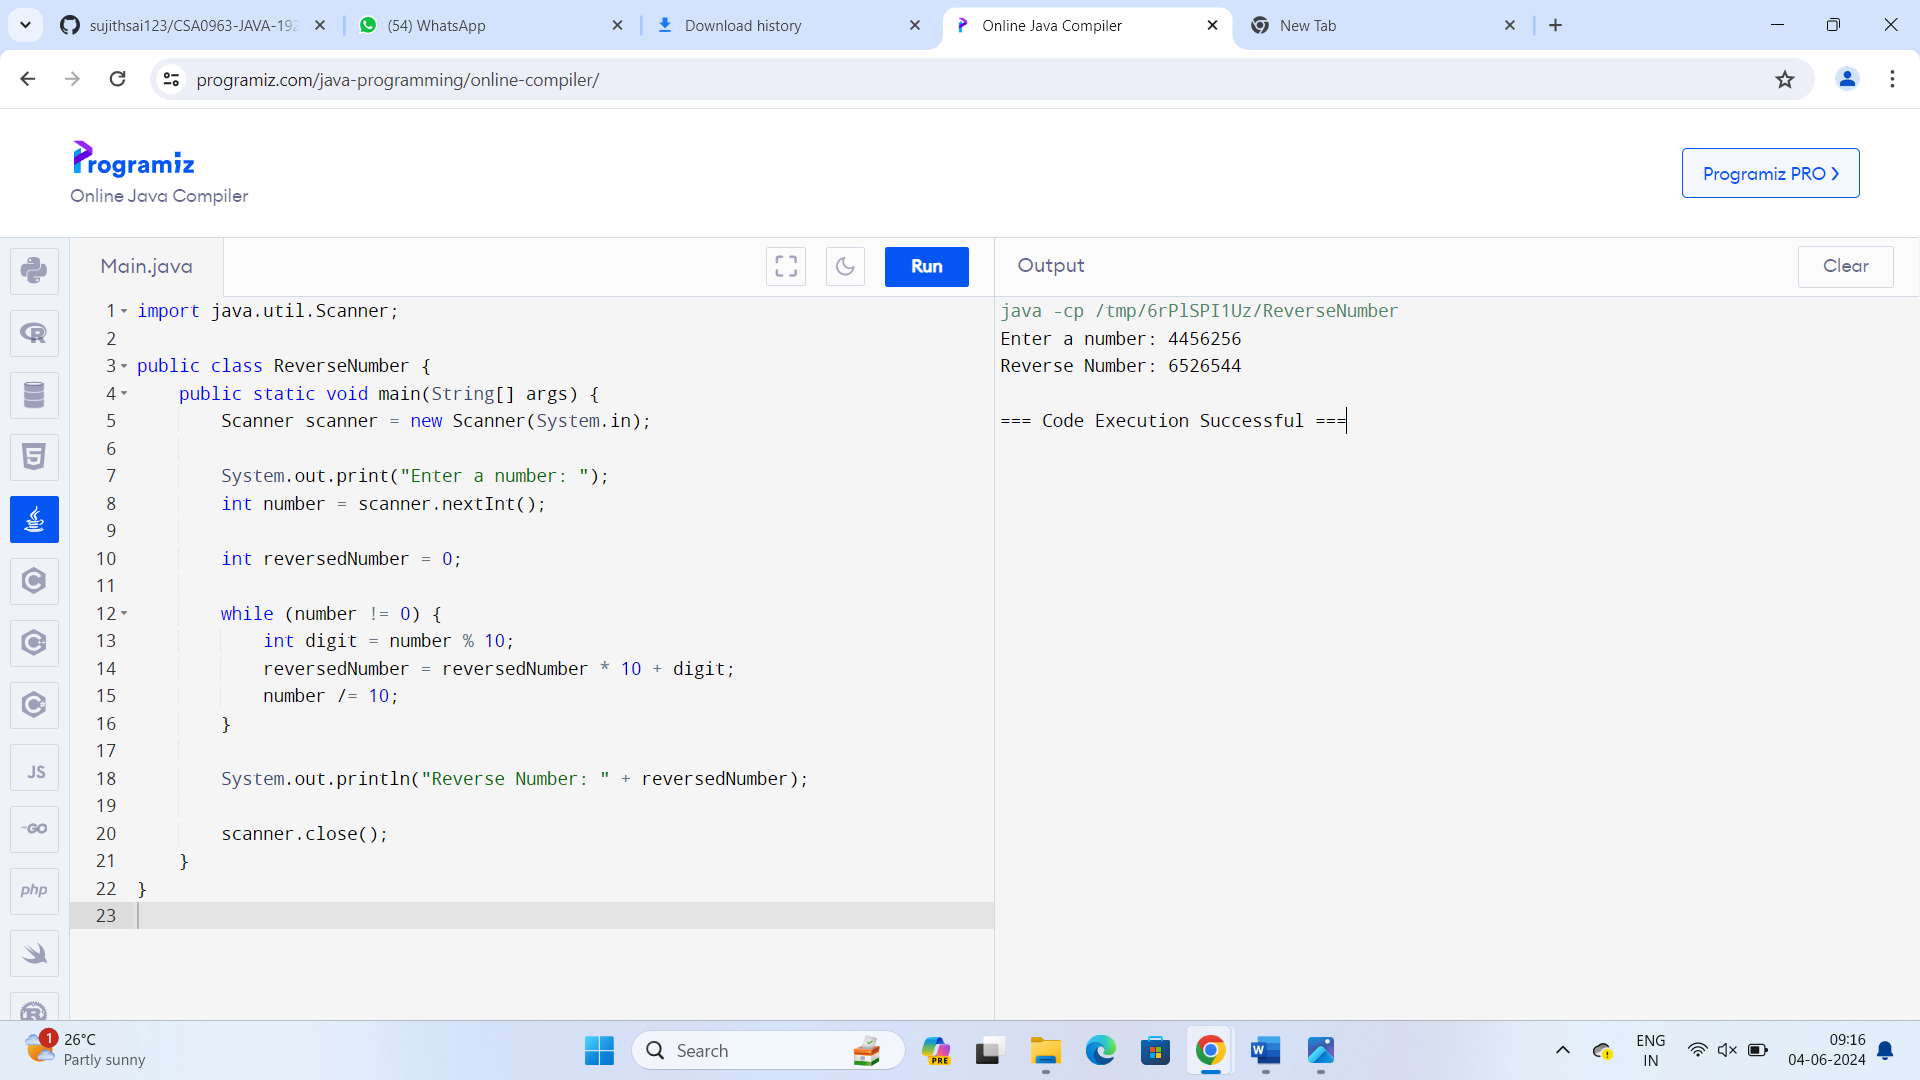 sujithsai123/CSA0963-JAVA-192
(54) WhatsApp
Download history
Online Java Compiler
New Tab
programiz.com/java-programming/online-compiler/
Programiz
Online Java Compiler
Programiz PRO
Main.java
Run
Output
Clear
1 import java.util.Scanner;
2
3 public class ReverseNumber {
4 public static void main(String[] args) {
5 Scanner scanner = new Scanner(System.in);
6
7 System.out.print("Enter a number: ");
8 int number = scanner.nextInt();
9
10 int reversedNumber = 0;
11
12 while (number != 0) {
13 int digit = number % 10;
14 reversedNumber = reversedNumber * 10 + digit;
15 number /= 10;
16 }
17
18 System.out.println("Reverse Number: " + reversedNumber);
19
20 scanner.close();
21 }
22 }
23
java -cp /tmp/6rPlSPI1Uz/ReverseNumber
Enter a number: 4456256
Reverse Number: 6526544
=== Code Execution Successful ===
JS
GO
php
1
26°C
Partly sunny
Search
PRE
ENG
IN
09:16
04-06-2024